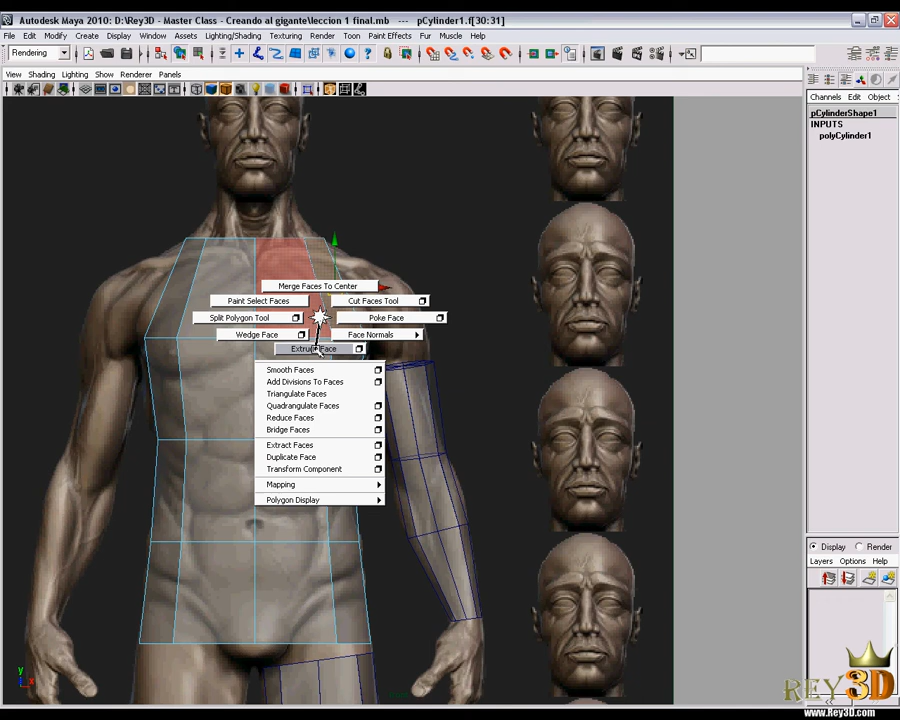 Autodesk Maya 2010: D:\Rey3D - Master Class - Creando al gigante\leccion 1 final.mb --- pCylinder1.f[30:31]
File Edit Modify Create Display Window Assets Lighting/Shading Texturing Render Toon Paint Effects Fur Muscle Help
Rendering
View Shading Lighting Show Renderer Panels
Channels Edit Object
pCylinderShape1
INPUTS
polyCylinder1
Merge Faces To Center
Paint Select Faces Cut Faces Tool
Split Polygon Tool Poke Face
Wedge Face Face Normals
Extrude Face
Smooth Faces
Add Divisions To Faces
Triangulate Faces
Quadrangulate Faces
Reduce Faces
Bridge Faces
Extract Faces
Duplicate Face
Transform Component
Mapping
Polygon Display
Display Render
Layers Options Help
y
x
REY3D
www.Rey3D.com